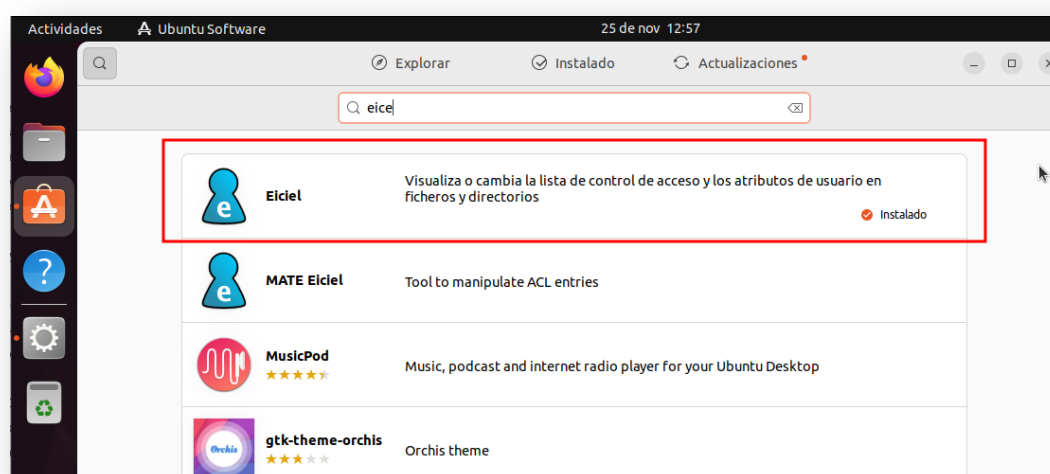 Actividades
Ubuntu Software
25 de nov 12:57
Explorar
Instalado
Actualizaciones
eice
e
Eiciel
Visualiza o cambia la lista de control de acceso y los atributos de usuario en
ficheros y directorios
Instalado
e
MATE Eiciel
Tool to manipulate ACL entries
MusicPod
Music, podcast and internet radio player for your Ubuntu Desktop
Orchis
gtk-theme-orchis
Orchis theme